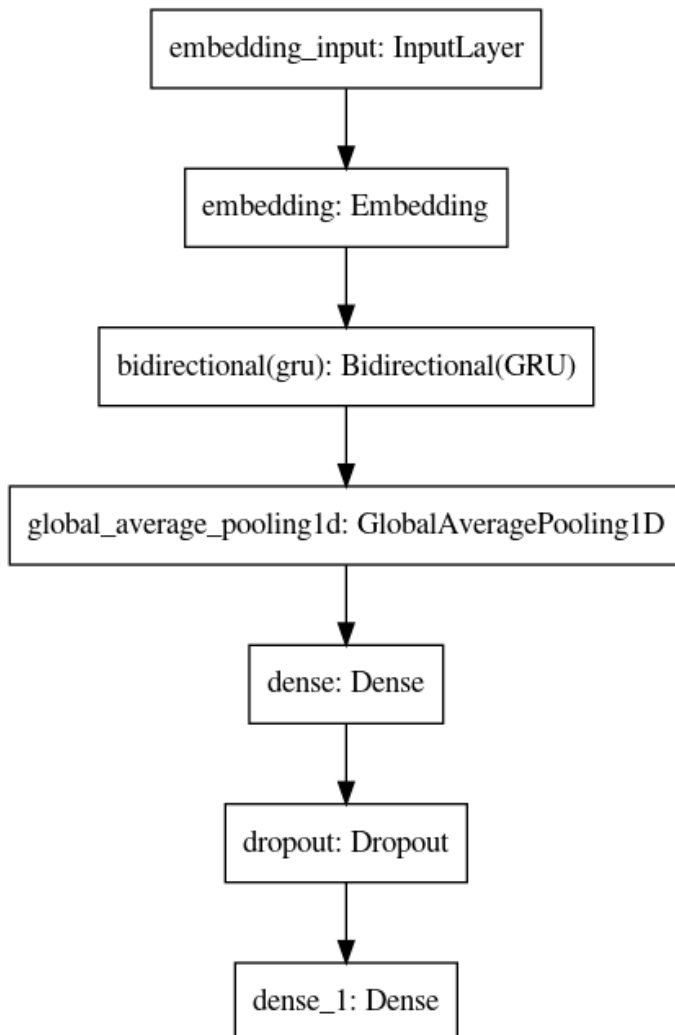 embedding_input: InputLayer
embedding: Embedding
bidirectional(gru): Bidirectional(GRU)
global_average_pooling1d: GlobalAveragePooling1D
dense: Dense
dropout: Dropout
dense_1: Dense